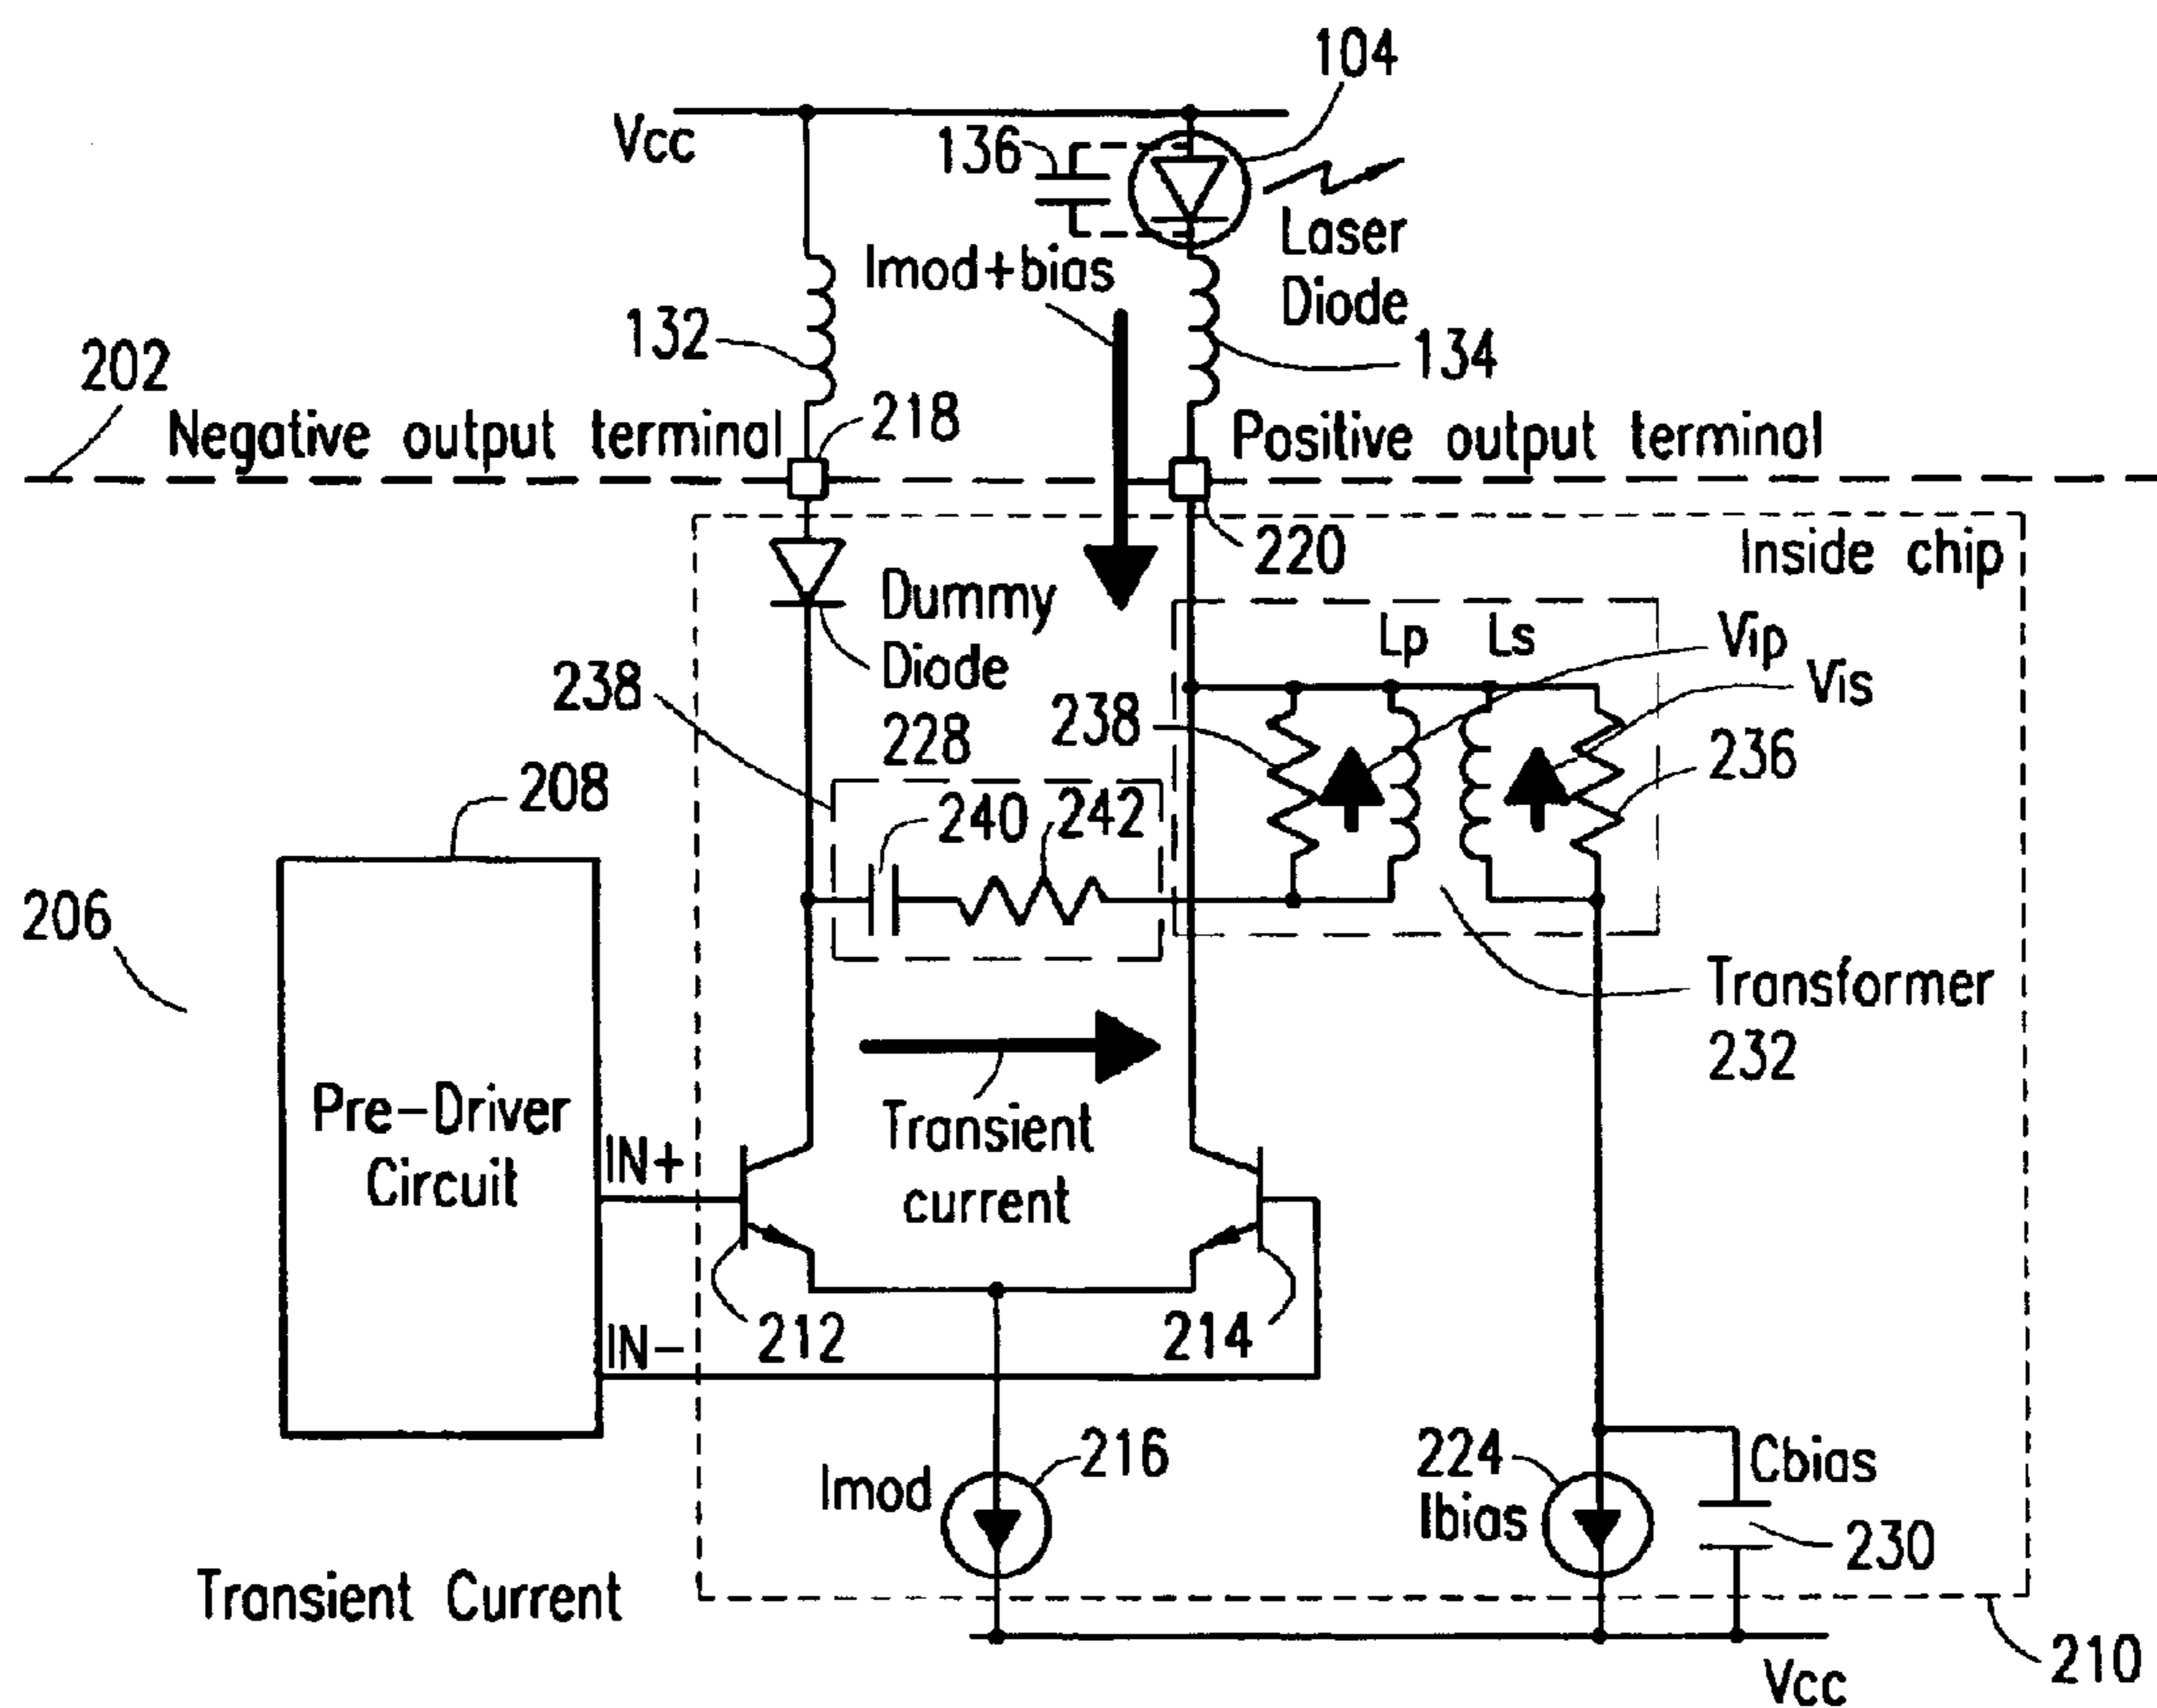 104
Vcc
136
Laser
Diode
Imod+bias
132
134
202
218
Negative output terminal
Positive output terminal
220
Inside chip
Dummy
Diode
228
Lp
Ls
Vip
Vis
238
238
236
208
240
242
206
Transformer
232
Pre-Driver
Circuit
Transient
current
IN+
IN-
212
214
Imod
216
224
Ibias
Cbias
230
Transient Current
210
Vcc